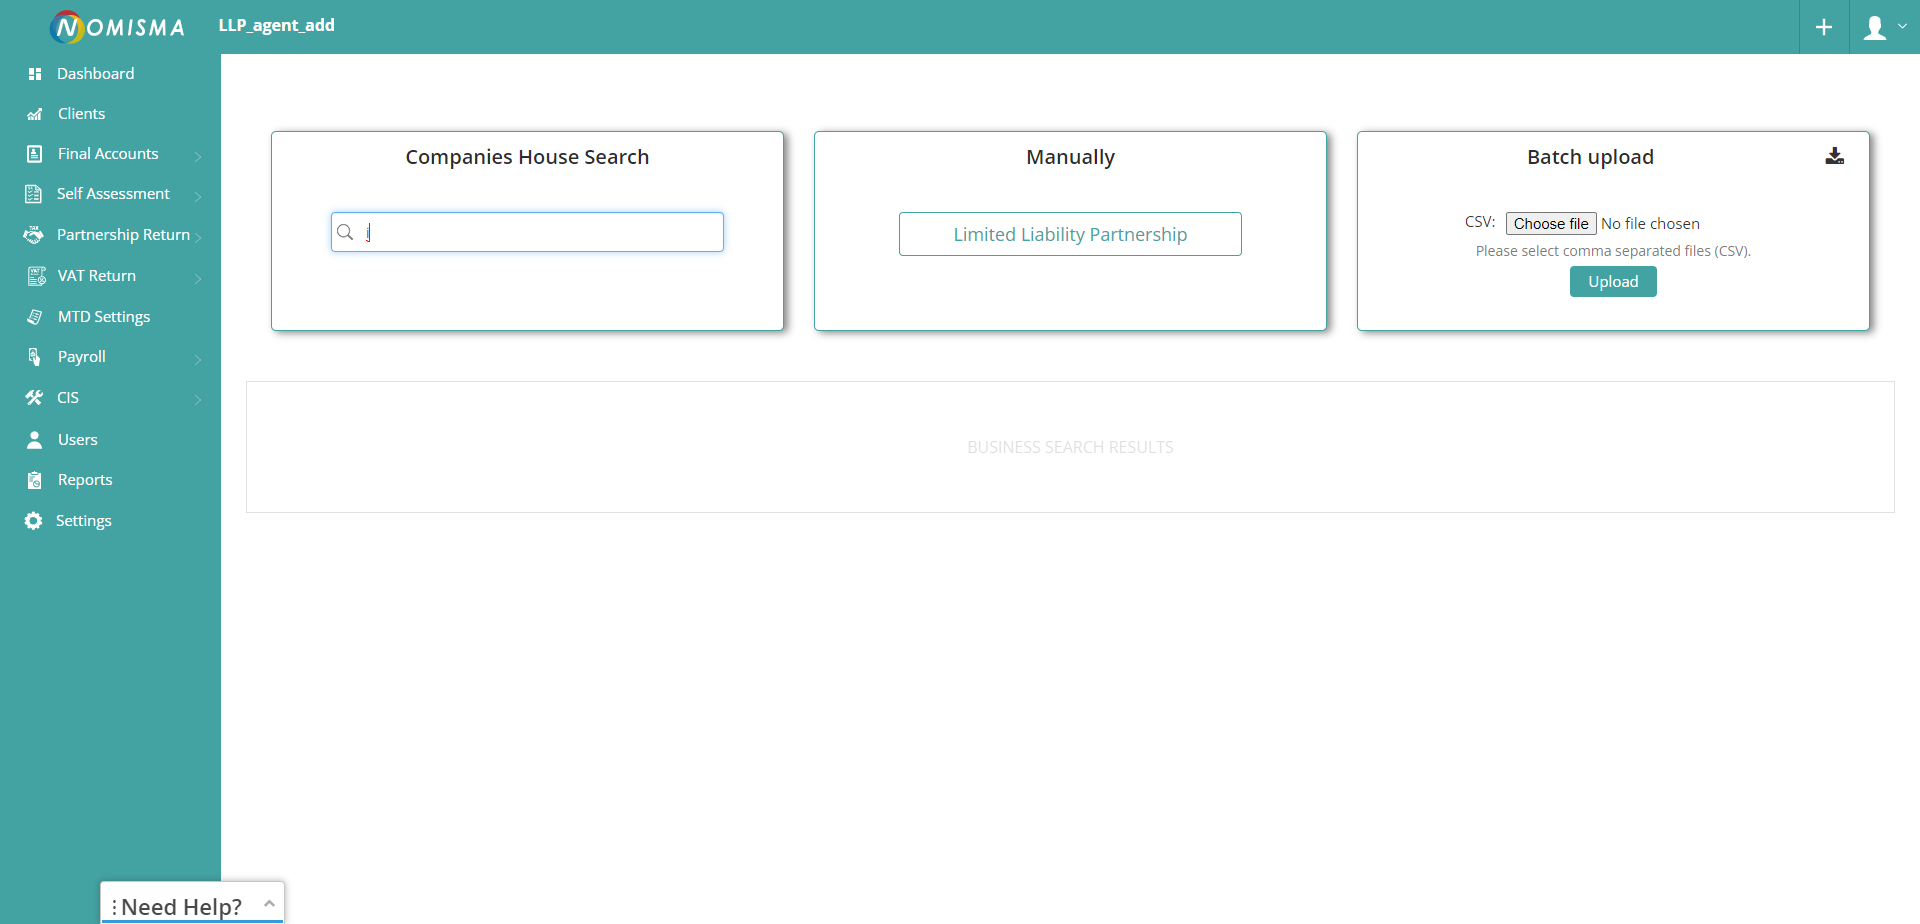 NOMISMA
LLP_agent_add
Dashboard
Clients
Final Accounts
Self Assessment
Partnership Return
VAT Return
MTD Settings
Payroll
CIS
Users
Reports
Settings
Companies House Search
j
Manually
Limited Liability Partnership
Batch upload
CSV: Choose file No file chosen
Please select comma separated files (CSV).
Upload
BUSINESS SEARCH RESULTS
Need Help?